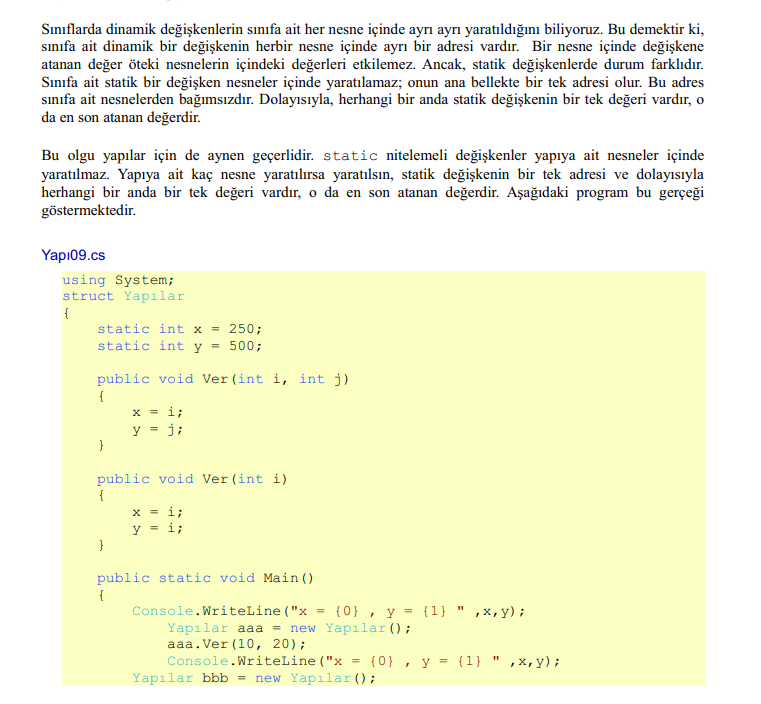 Sınıflarda dinamik değişkenlerin sınıfa ait her nesne içinde ayrı ayrı yaratıldığını biliyoruz. Bu demektir ki,
sınıfa ait dinamik bir değişkenin herbir nesne içinde ayrı bir adresi vardır. Bir nesne içinde değişkene
atanan değer öteki nesnelerin içindeki değerleri etkilemez. Ancak, statik değişkenlerde durum farklıdır.
Sınıfa ait statik bir değişken nesneler içinde yaratılamaz; onun ana bellekte bir tek adresi olur. Bu adres
sınıfa ait nesnelerden bağımsızdır. Dolayısıyla, herhangi bir anda statik değişkenin bir tek değeri vardır, o
da en son atanan değerdir.
Bu olgu yapılar için de aynen geçerlidir. static nitelemeli değişkenler yapıya ait nesneler içinde
yaratılmaz. Yapıya ait kaç nesne yaratılırsa yaratılsın, statik değişkenin bir tek adresi ve dolayısıyla
herhangi bir anda bir tek değeri vardır, o da en son atanan değerdir. Aşağıdaki program bu gerçeği
göstermektedir.
Yapı09.cs
using System;
struct Yapılar
{
    static int x = 250;
    static int y = 500;
    public void Ver(int i, int j)
    {
        x = i;
        y = j;
    }
    public void Ver(int i)
    {
        x = i;
        y = i;
    }
    public static void Main()
    {
        Console.WriteLine("x = {0} , y = {1} " ,x,y);
            Yapılar aaa = new Yapılar();
            aaa.Ver(10, 20);
            Console.WriteLine("x = {0} , y = {1} " ,x,y);
        Yapılar bbb = new Yapılar();